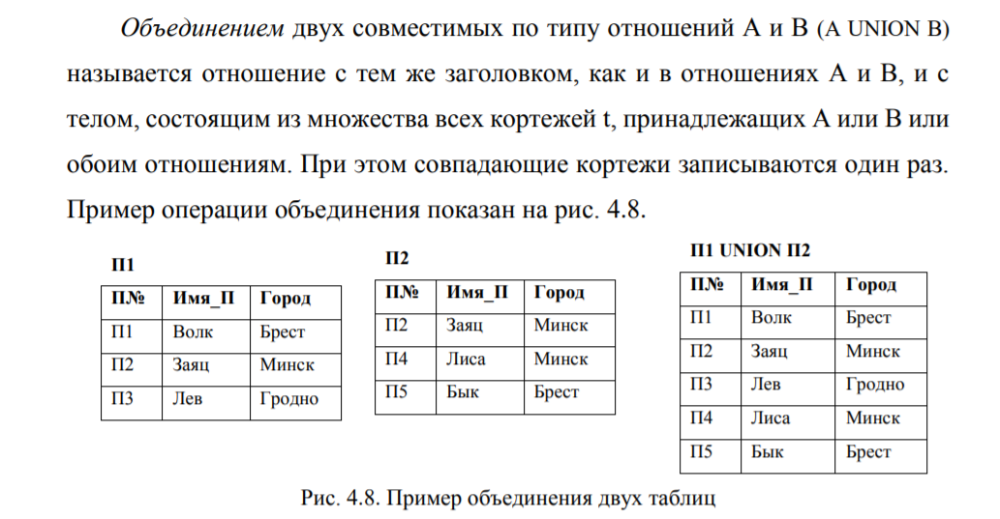 Объединением двух совместимых по типу отношений А и В (A UNION B)
называется отношение с тем же заголовком, как и в отношениях А и В, и с
телом, состоящим из множества всех кортежей t, принадлежащих А или В или
обоим отношениям. При этом совпадающие кортежи записываются один раз.
Пример операции объединения показан на рис. 4.8.
П1
П№ Имя_П Город
П1 Волк Брест
П2 Заяц Минск
П3 Лев Гродно
П2
П№ Имя_П Город
П2 Заяц Минск
П4 Лиса Минск
П5 Бык Брест
П1 UNION П2
П№ Имя_П Город
П1 Волк Брест
П2 Заяц Минск
П3 Лев Гродно
П4 Лиса Минск
П5 Бык Брест
Рис. 4.8. Пример объединения двух таблиц